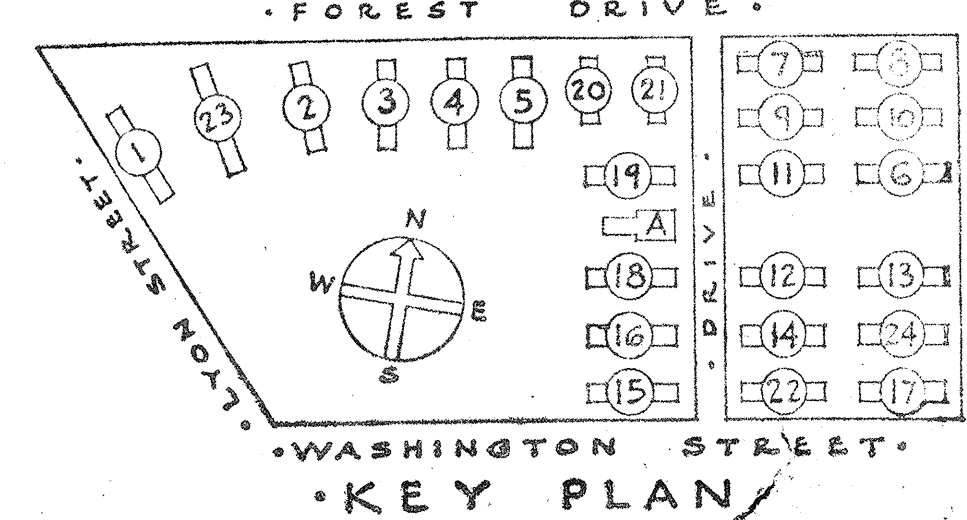 · FOREST DRIVE ·
7 8
1 23 2 3 4 5 20 21
9 10
19 11 6
A
N
W E
S
18 12 13
16 14 24
15 22 17
· LYON STREET ·
· DRIVE ·
· WASHINGTON STREET ·
· KEY PLAN